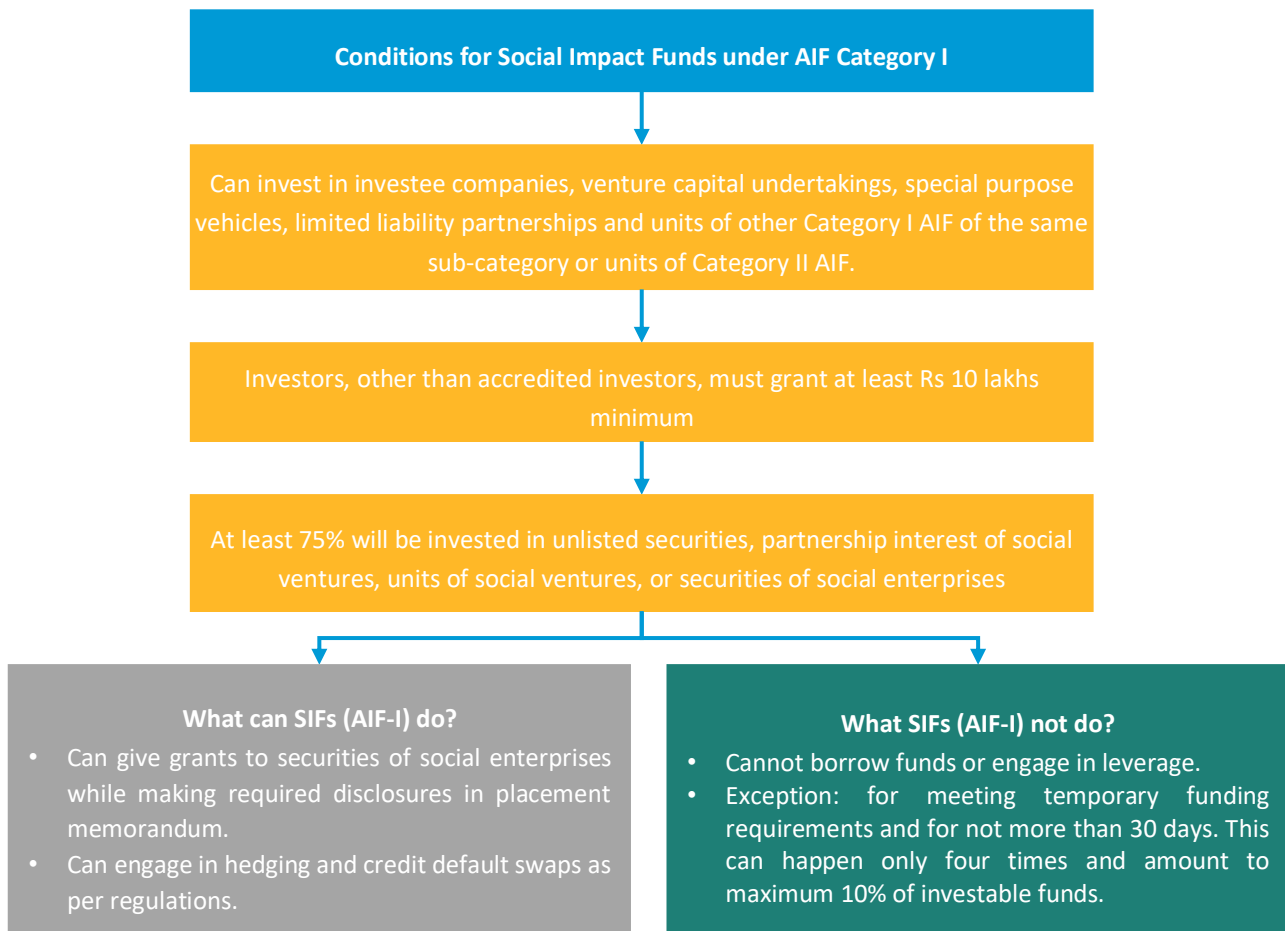 Conditions for Social Impact Funds under AIF Category I
Can invest in investee companies, venture capital undertakings, special purpose
vehicles, limited liability partnerships and units of other Category I AIF of the same
sub-category or units of Category II AIF.
Investors, other than accredited investors, must grant at least Rs 10 lakhs
minimum
At least 75% will be invested in unlisted securities, partnership interest of social
ventures, units of social ventures, or securities of social enterprises
What can SIFs (AIF-I) do?
• Can give grants to securities of social enterprises
while making required disclosures in placement
memorandum.
• Can engage in hedging and credit default swaps as
per regulations.
What SIFs (AIF-I) not do?
• Cannot borrow funds or engage in leverage.
• Exception: for meeting temporary funding
requirements and for not more than 30 days. This
can happen only four times and amount to
maximum 10% of investable funds.